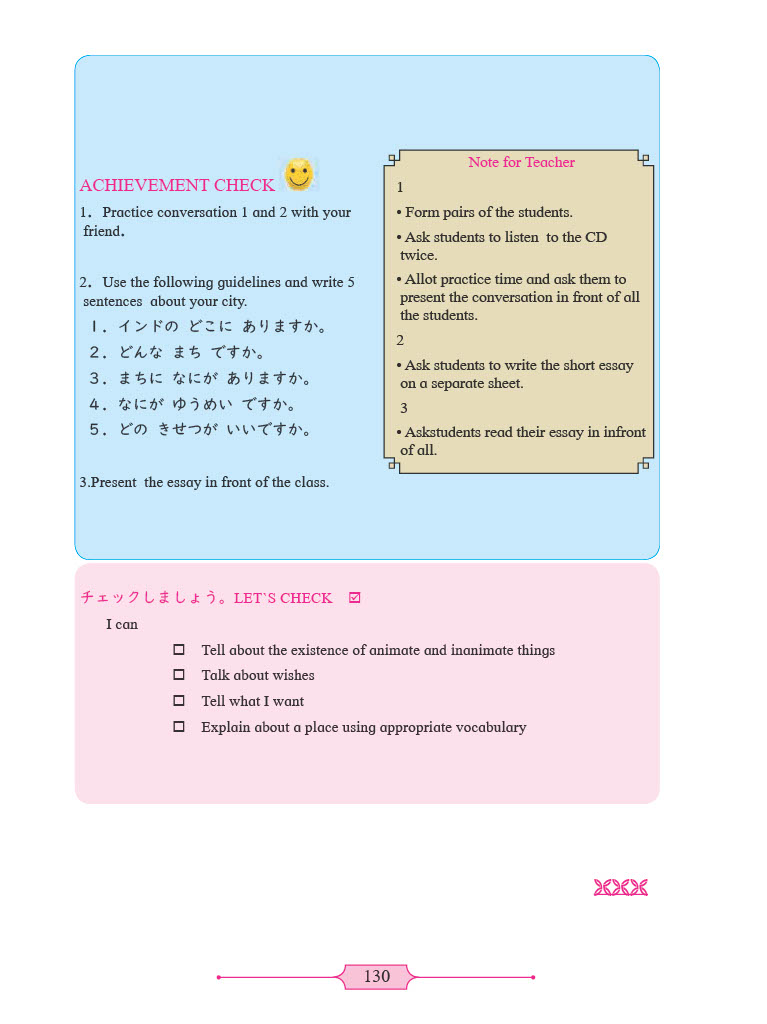 ACHIEVEMENT CHECK
1. Practice conversation 1 and 2 with your
friend.
2. Use the following guidelines and write 5
sentences about your city.
1．インドの どこに ありますか。
2．どんな まち ですか。
3．まちに なにが ありますか。
4．なにが ゆうめい ですか。
5．どの きせつが いいですか。
3.Present the essay in front of the class.
Note for Teacher
1
• Form pairs of the students.
• Ask students to listen to the CD
twice.
• Allot practice time and ask them to
present the conversation in front of all
the students.
2
• Ask students to write the short essay
on a separate sheet.
3
• Askstudents read their essay in infront
of all.
チェックしましょう。LET`S CHECK ☑
I can
☐ Tell about the existence of animate and inanimate things
☐ Talk about wishes
☐ Tell what I want
☐ Explain about a place using appropriate vocabulary
130